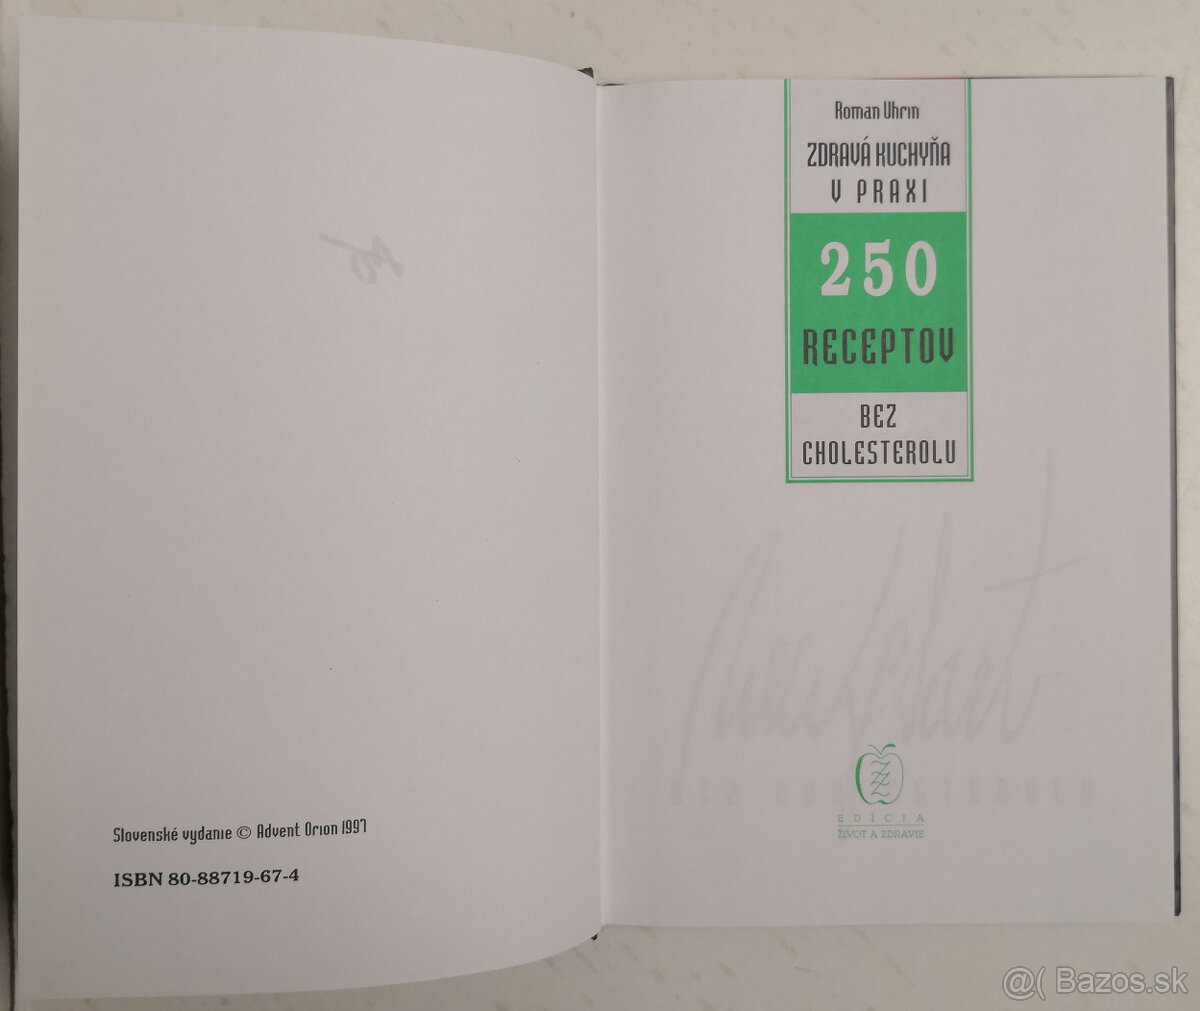 Slovenské vydanie © Advent Orion 1997
ISBN 80-88719-67-4
Roman Uhrin
ZDRAVÁ KUCHYŇA
V PRAXI
250
RECEPTOV
BEZ
CHOLESTEROLU
EDÍCIA
ŽIVOT A ZDRAVIE
@( Bazos.sk